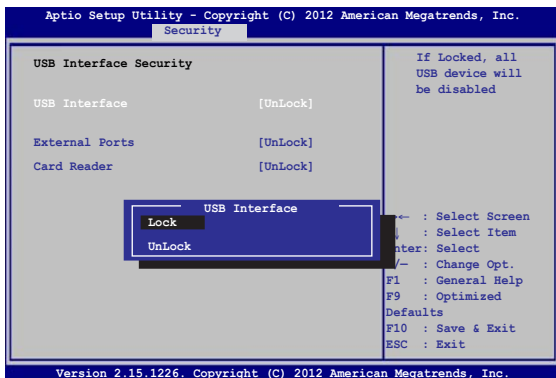 Aptio Setup Utility - Copyright (C) 2012 American Megatrends, Inc.
Security
USB Interface Security
USB Interface [UnLock]
External Ports [UnLock]
Card Reader [UnLock]
If Locked, all
USB device will
be disabled
USB Interface
Lock
UnLock
←  : Select Screen
: Select Item
nter: Select
/—  : Change Opt.
F1  : General Help
F9  : Optimized
Defaults
F10  : Save & Exit
ESC  : Exit
Version 2.15.1226. Copyright (C) 2012 American Megatrends, Inc.